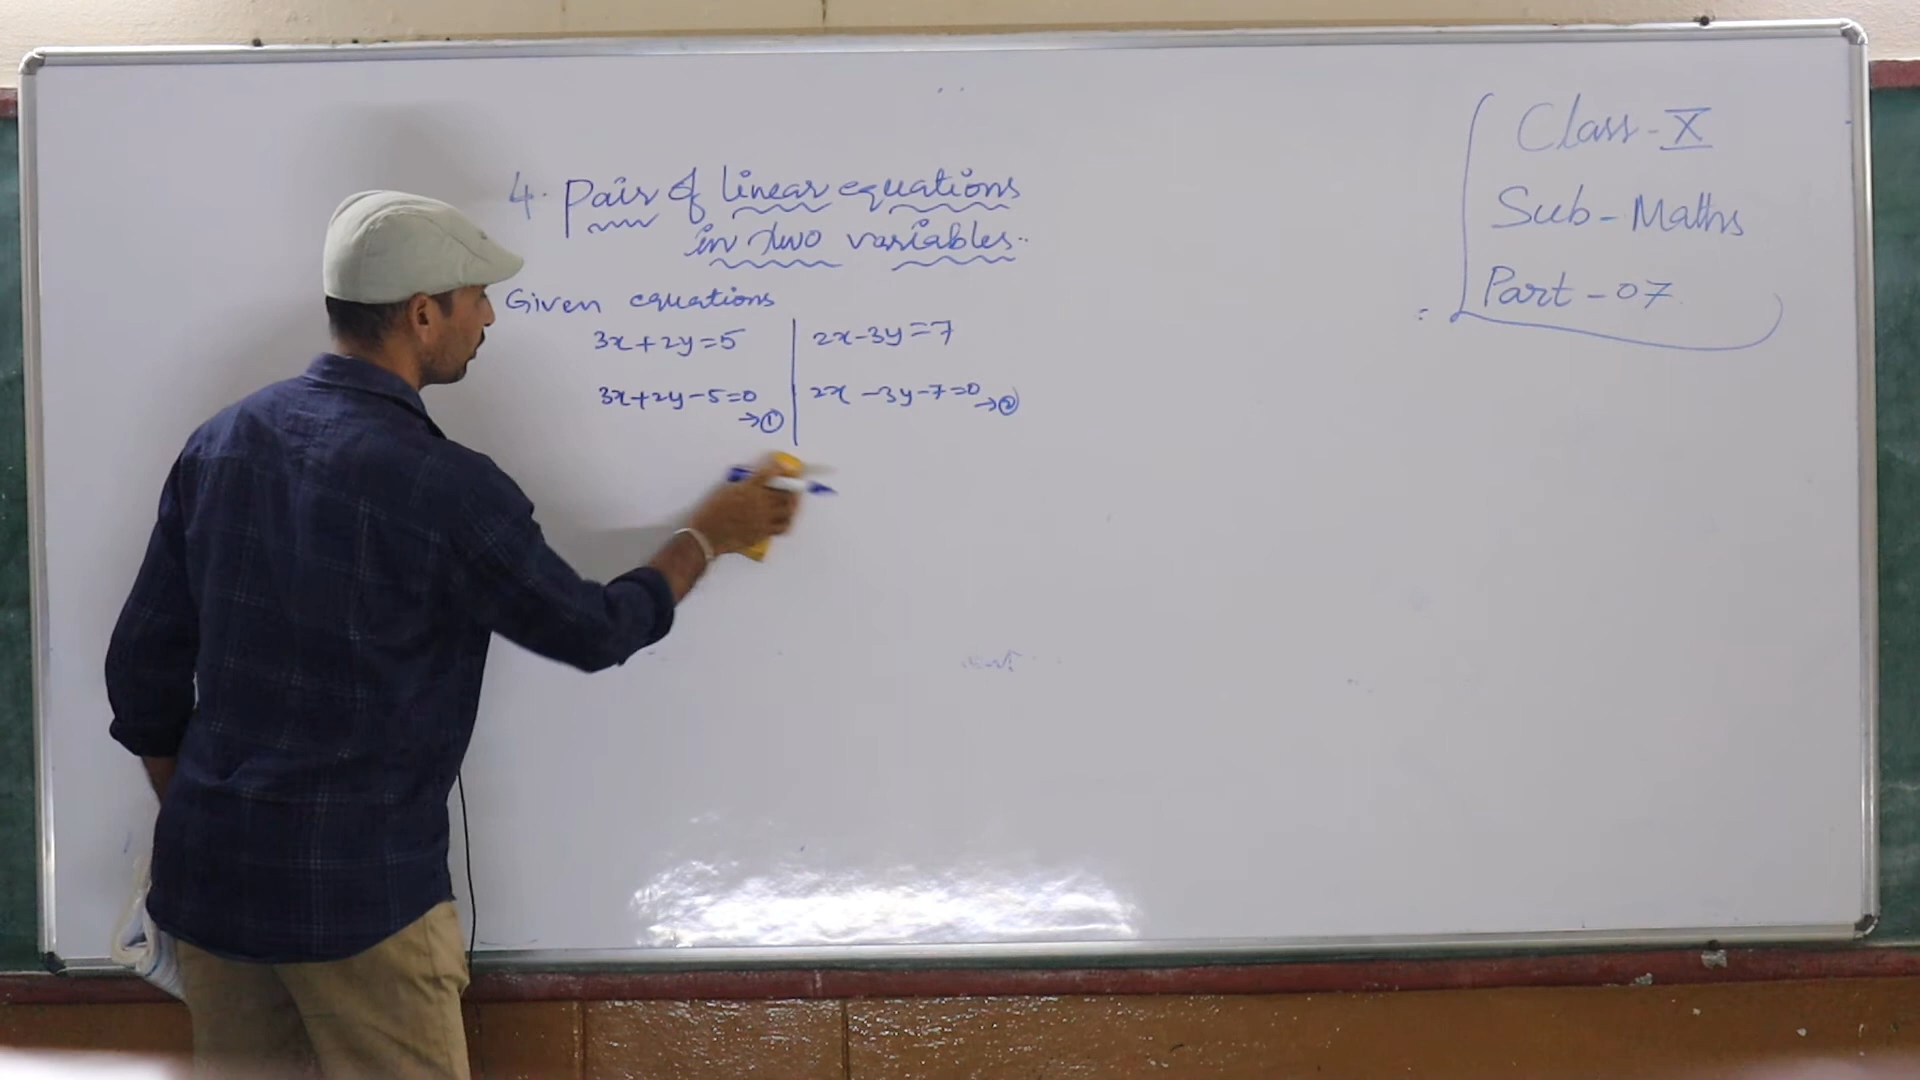 4. Pair of linear equations
in two variables.
Given equations
3x+2y=5
3x+2y-5=0
→①
2x-3y=7
2x-3y-7=0
→②
Class-X
Sub-Maths
Part-07